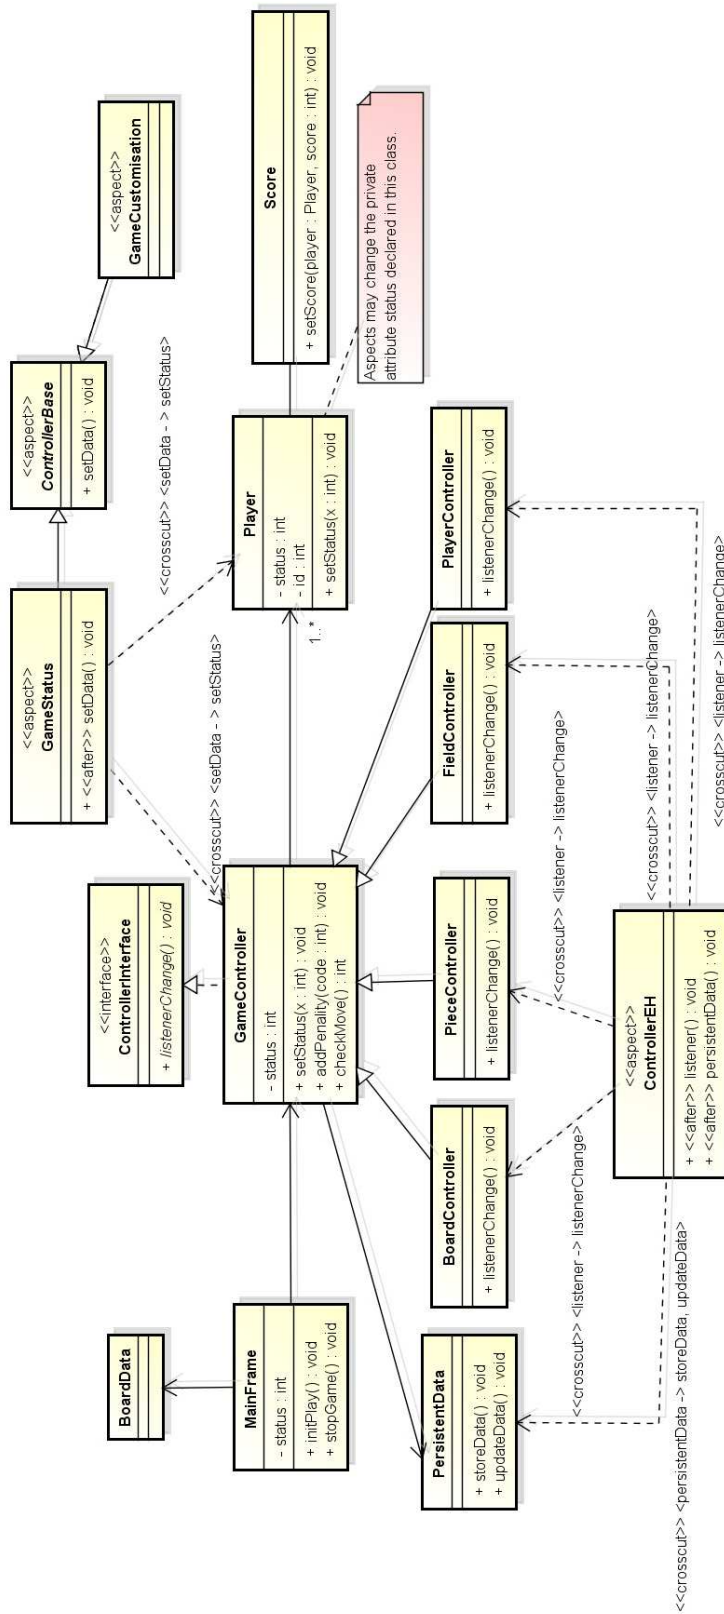 <<aspect>>
GameStatus
+ <<after>> setData() : void
<<aspect>>
ControllerBase
+ setData() : void
<<aspect>>
GameCustomisation
<<crosscut>> <setData - > setStatus>
<<crosscut>> <setData - > setStatus>
BoardData
<<interface>>
ControllerInterface
+ listenerChange() : void
MainFrame
- status : int
+ initPlay() : void
+ stopGame() : void
GameController
- status : int
+ setStatus(x : int) : void
+ addPenality(code : int) : void
+ checkMove() : int
1..*
Player
- status : int
- id : int
+ setStatus(x : int) : void
Score
+ setScore(player : Player, score : int) : void
Aspects may change the private
attribute status declared in this class.
PersistentData
+ storeData() : void
+ updateData() : void
BoardController
+ listenerChange() : void
PieceController
+ listenerChange() : void
FieldController
+ listenerChange() : void
PlayerController
+ listenerChange() : void
<<crosscut>> <listener -> listenerChange>
<<crosscut>> <listener -> listenerChange>
<<crosscut>> <listener -> listenerChange>
<<crosscut>> <listener -> listenerChange>
<<aspect>>
ControllerEH
+ <<after>> listener() : void
+ <<after>> persistentData() : void
<<crosscut>> <persistentData -> storeData, updateData>